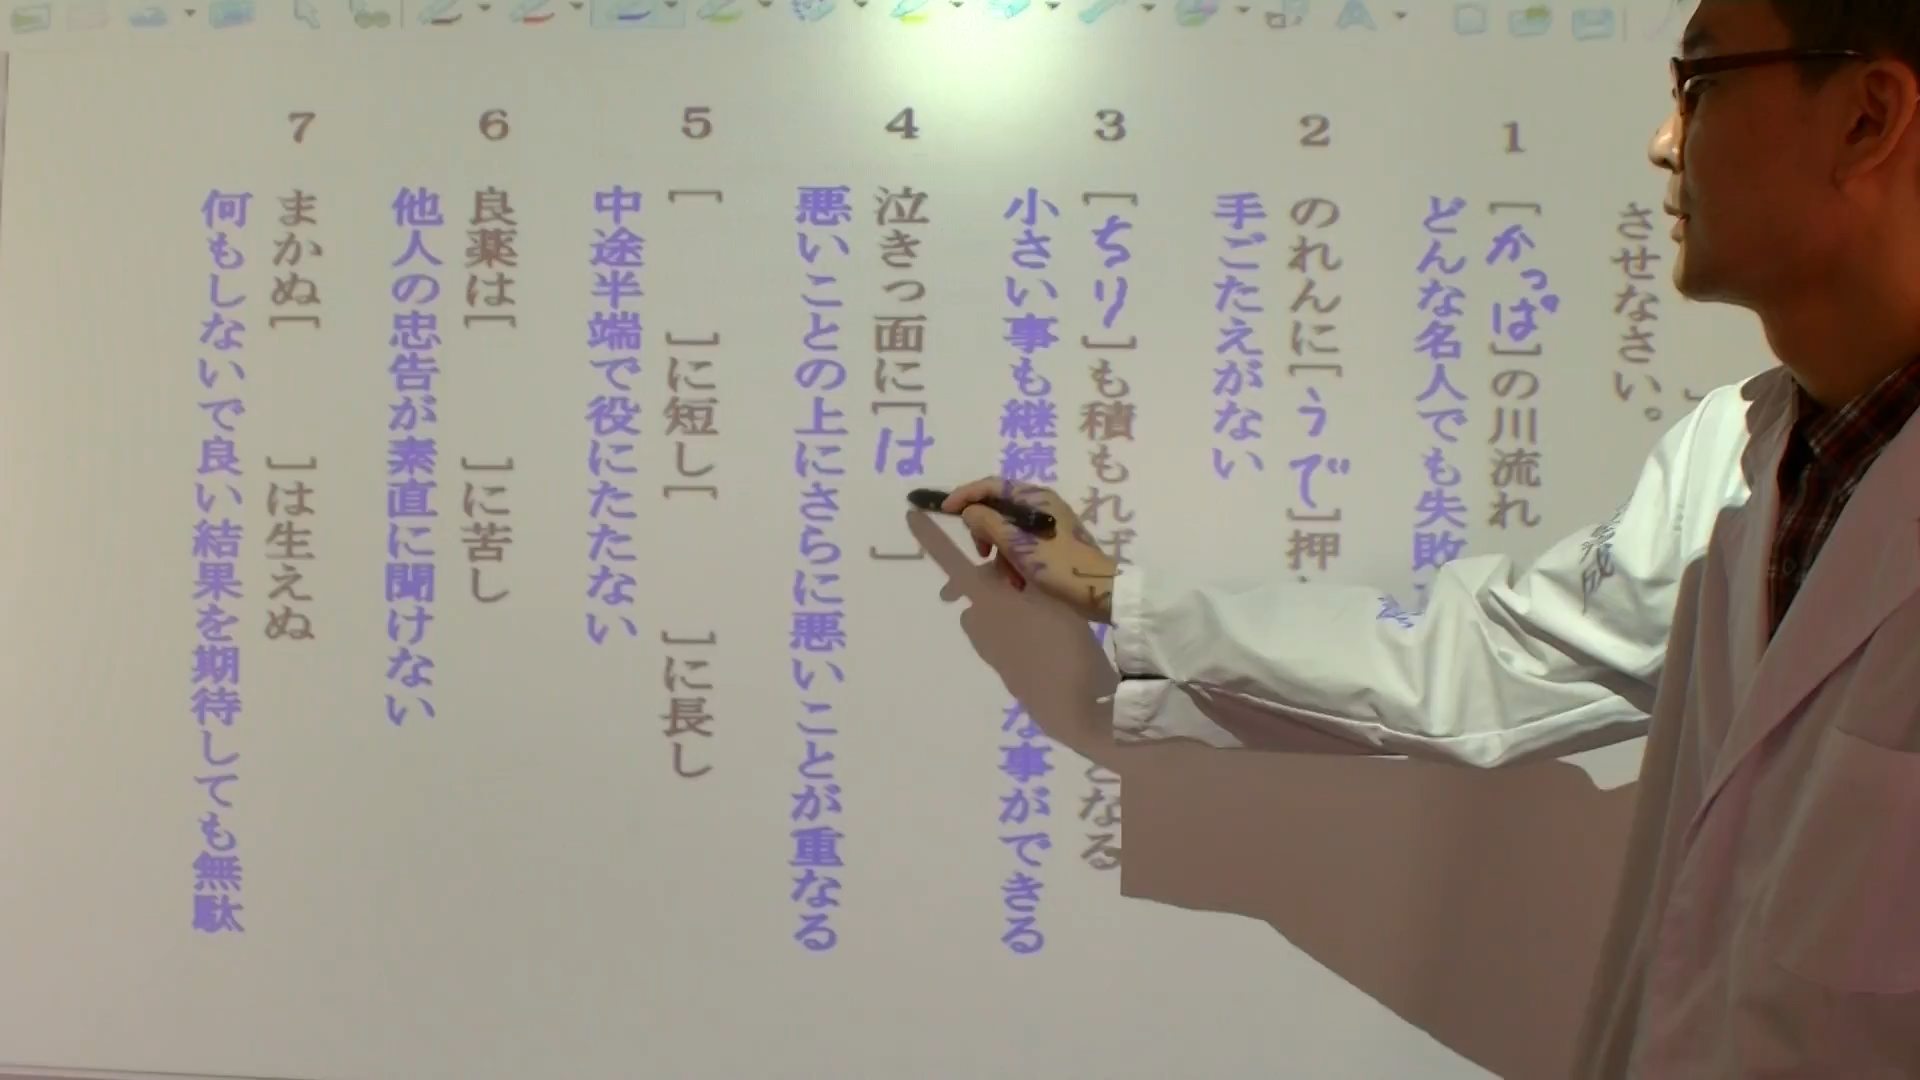 させなさい。
1 [かっぱ]の川流れ
どんな名人でも失敗
2 のれんに[うで]押
手ごたえがない
3 [ちり]も積もれば となる
小さい事も継続 な事ができる
4 泣きっ面に[は ]
悪いことの上にさらに悪いことが重なる
5 [ ]に短し[ ]に長し
中途半端で役にたたない
6 良薬は[ ]に苦し
他人の忠告が素直に聞けない
7 まかぬ[ ]は生えぬ
何もしないで良い結果を期待しても無駄